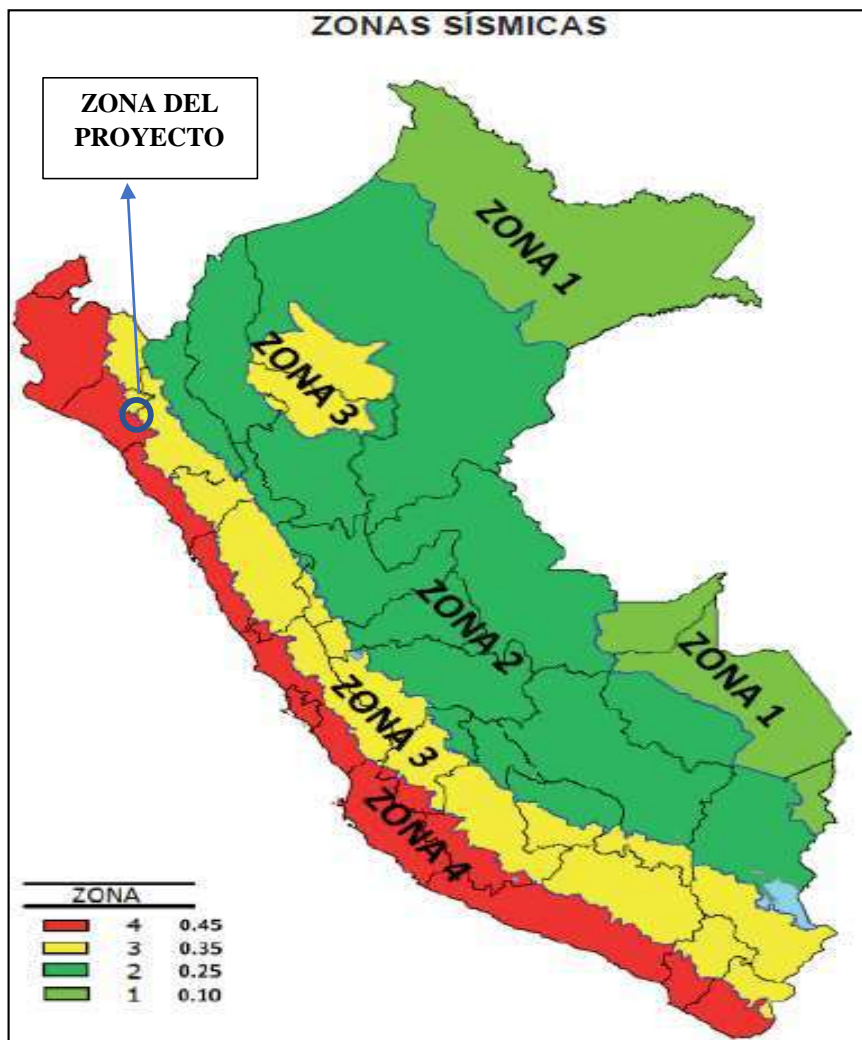 ZONAS SÍSMICAS
ZONA DEL
PROYECTO
ZONA 1
ZONA 3
ZONA 2
ZONA 1
ZONA 3
ZONA 4
ZONA
4 0.45
3 0.35
2 0.25
1 0.10